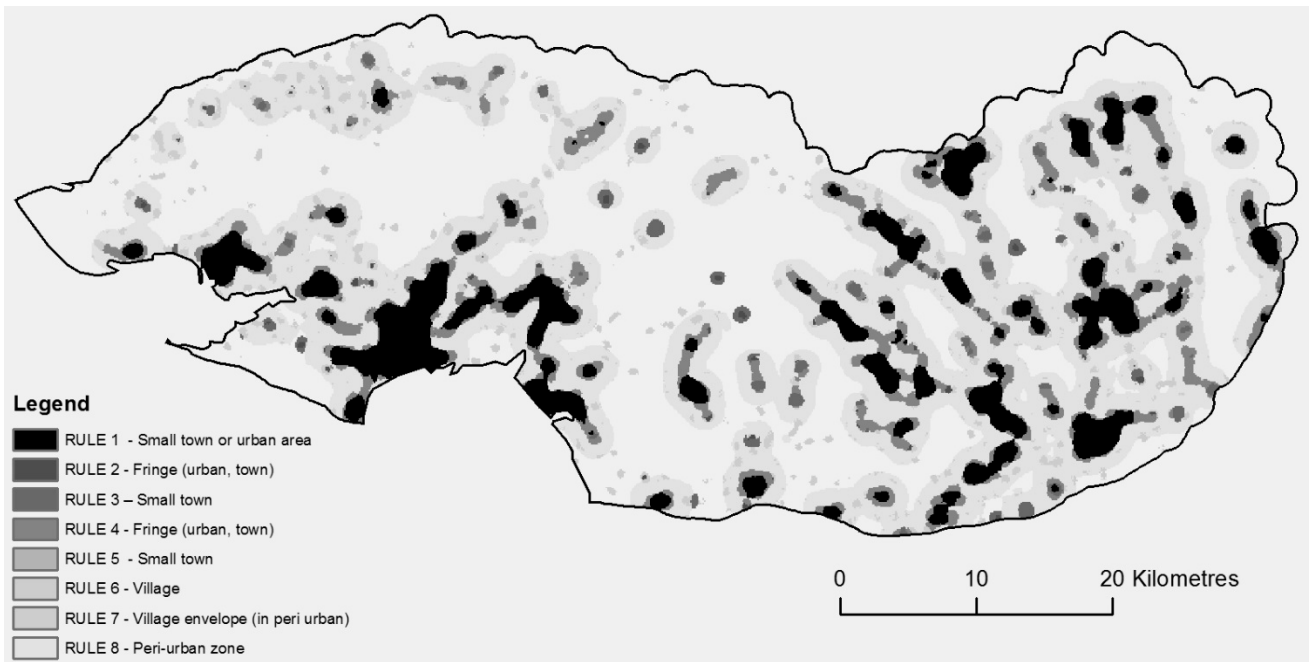 Legend
RULE 1 - Small town or urban area
RULE 2 - Fringe (urban, town)
RULE 3 – Small town
RULE 4 - Fringe (urban, town)
RULE 5 - Small town
RULE 6 - Village
RULE 7 - Village envelope (in peri urban)
RULE 8 - Peri-urban zone
0 10 20 Kilometres